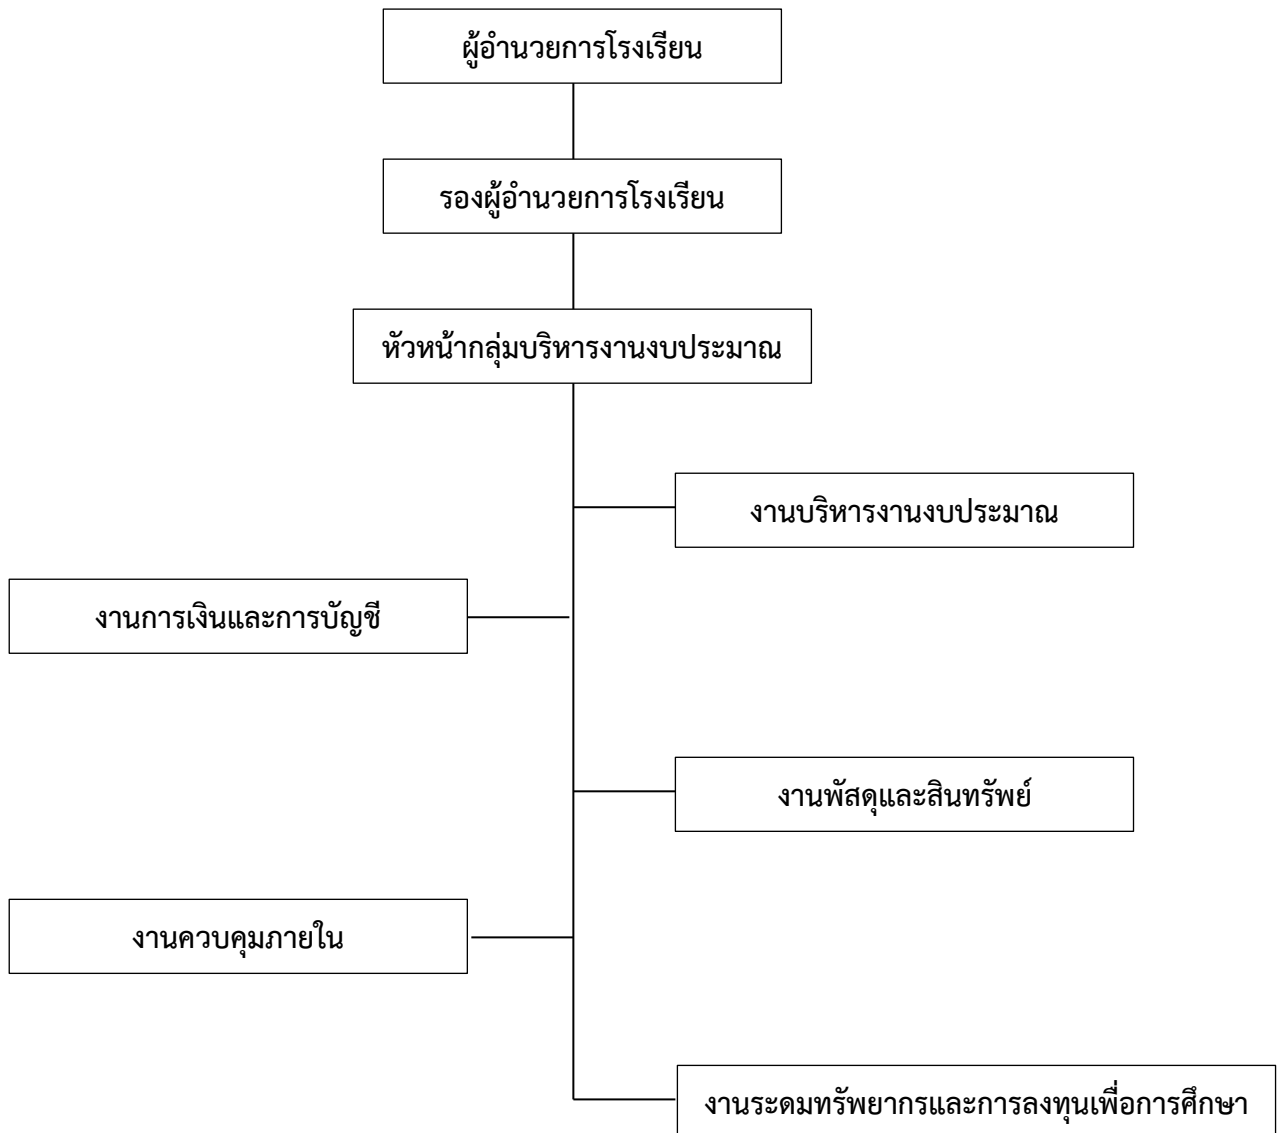 ผู้อำนวยการโรงเรียน
รองผู้อำนวยการโรงเรียน
หัวหน้ากลุ่มบริหารงานงบประมาณ
งานบริหารงานงบประมาณ
งานการเงินและการบัญชี
งานพัสดุและสินทรัพย์
งานควบคุมภายใน
งานระดมทรัพยากรและการลงทุนเพื่อการศึกษา